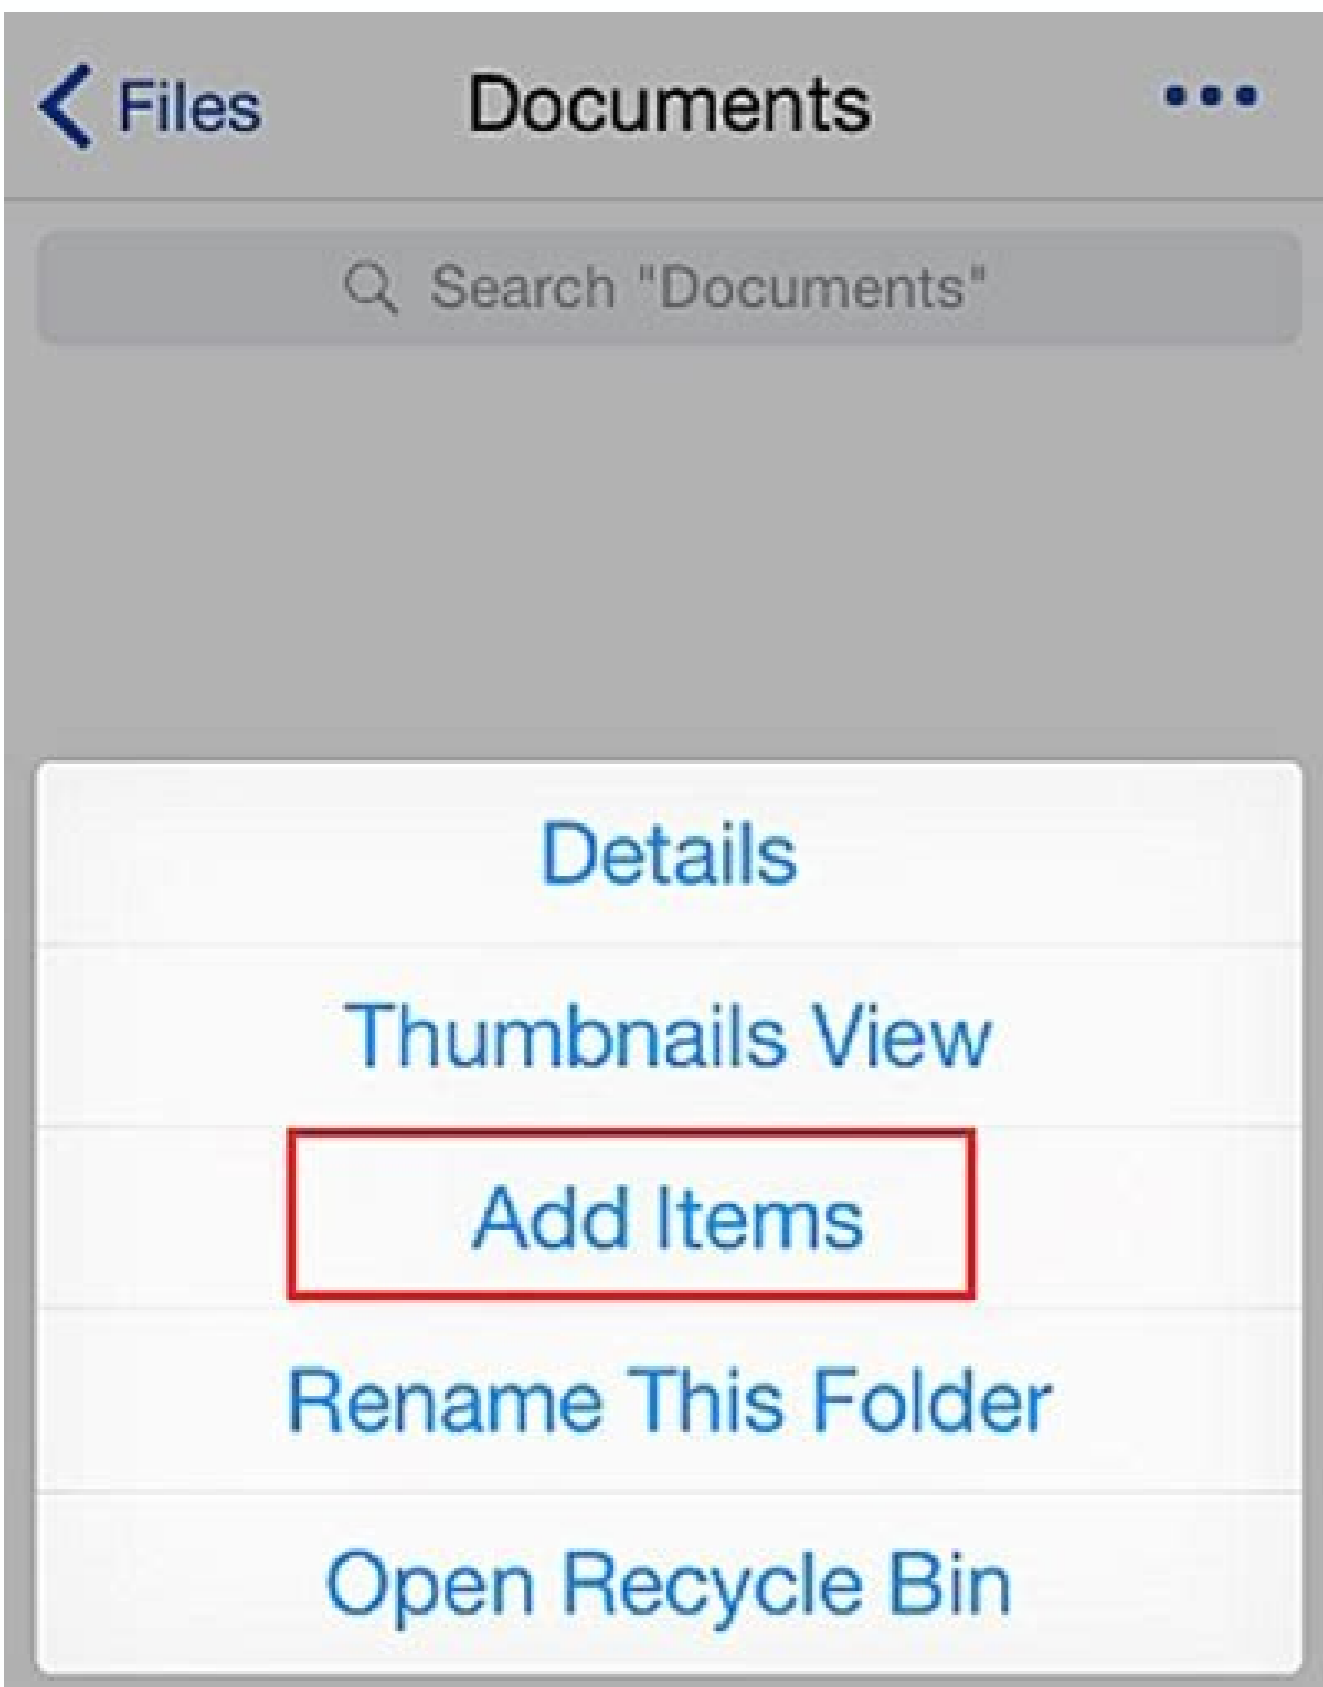 Files Documents
Search "Documents"
Details
Thumbnails View
Add Items
Rename This Folder
Open Recycle Bin